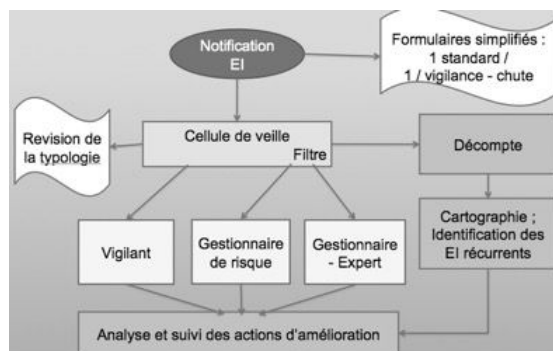 Notification
EI
Formulaires simplifiés :
1 standard /
1 / vigilance - chute
Revision de
la typologie
Cellule de veille
Filtre
Décompte
Vigilant
Gestionnaire
de risque
Gestionnaire
- Expert
Cartographie ;
Identification des
EI récurrents
Analyse et suivi des actions d'amélioration